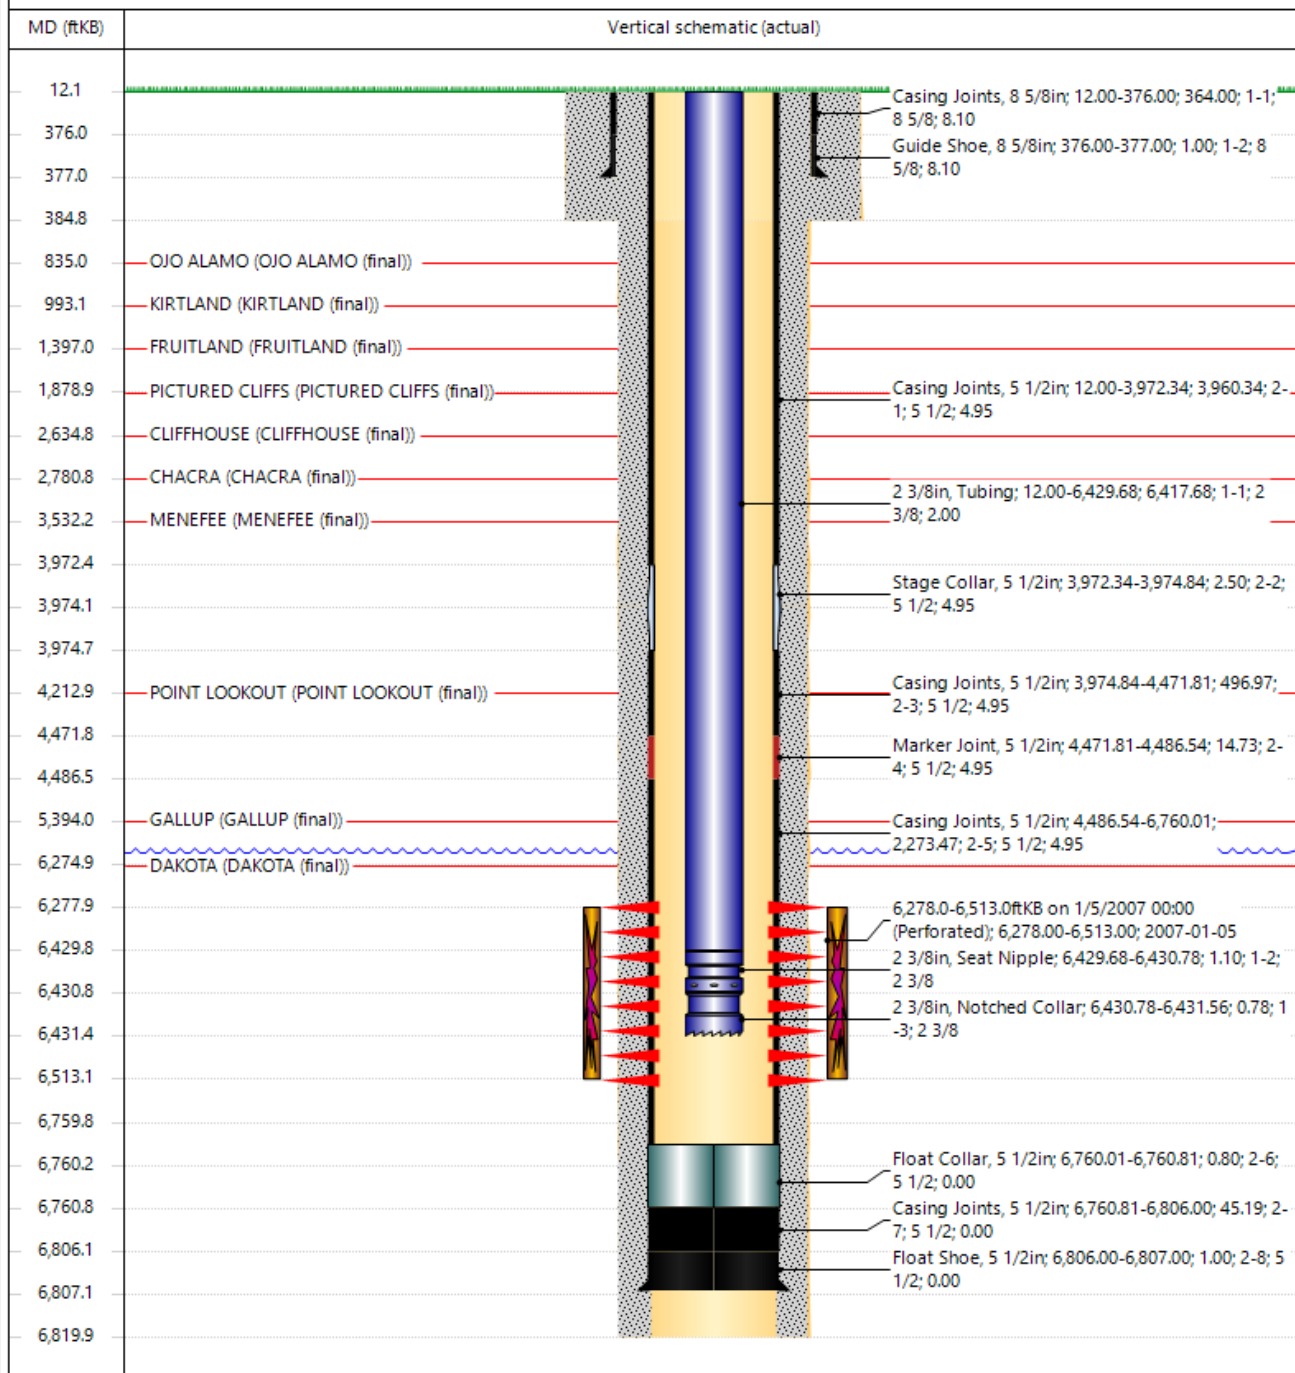 MD (ftKB)
Vertical schematic (actual)
12.1
376.0
377.0
384.8
835.0
993.1
1,397.0
1,878.9
2,634.8
2,780.8
3,532.2
3,972.4
3,974.1
3,974.7
4,212.9
4,471.8
4,486.5
5,394.0
6,274.9
6,277.9
6,429.8
6,430.8
6,431.4
6,513.1
6,759.8
6,760.2
6,760.8
6,806.1
6,807.1
6,819.9
OJO ALAMO (OJO ALAMO (final))
KIRTLAND (KIRTLAND (final))
FRUITLAND (FRUITLAND (final))
PICTURED CLIFFS (PICTURED CLIFFS (final))
CLIFFHOUSE (CLIFFHOUSE (final))
CHACRA (CHACRA (final))
MENEFEE (MENEFEE (final))
POINT LOOKOUT (POINT LOOKOUT (final))
GALLUP (GALLUP (final))
DAKOTA (DAKOTA (final))
Casing Joints, 8 5/8in; 12.00-376.00; 364.00; 1-1;
8 5/8; 8.10
Guide Shoe, 8 5/8in; 376.00-377.00; 1.00; 1-2; 8
5/8; 8.10
Casing Joints, 5 1/2in; 12.00-3,972.34; 3,960.34; 2-
1; 5 1/2; 4.95
2 3/8in, Tubing; 12.00-6,429.68; 6,417.68; 1-1; 2
3/8; 2.00
Stage Collar, 5 1/2in; 3,972.34-3,974.84; 2.50; 2-2;
5 1/2; 4.95
Casing Joints, 5 1/2in; 3,974.84-4,471.81; 496.97;
2-3; 5 1/2; 4.95
Marker Joint, 5 1/2in; 4,471.81-4,486.54; 14.73; 2-
4; 5 1/2; 4.95
Casing Joints, 5 1/2in; 4,486.54-6,760.01;
2,273.47; 2-5; 5 1/2; 4.95
6,278.0-6,513.0ftKB on 1/5/2007 00:00
(Perforated); 6,278.00-6,513.00; 2007-01-05
2 3/8in, Seat Nipple; 6,429.68-6,430.78; 1.10; 1-2;
2 3/8
2 3/8in, Notched Collar; 6,430.78-6,431.56; 0.78; 1
-3; 2 3/8
Float Collar, 5 1/2in; 6,760.01-6,760.81; 0.80; 2-6;
5 1/2; 0.00
Casing Joints, 5 1/2in; 6,760.81-6,806.00; 45.19; 2-
7; 5 1/2; 0.00
Float Shoe, 5 1/2in; 6,806.00-6,807.00; 1.00; 2-8; 5
1/2; 0.00